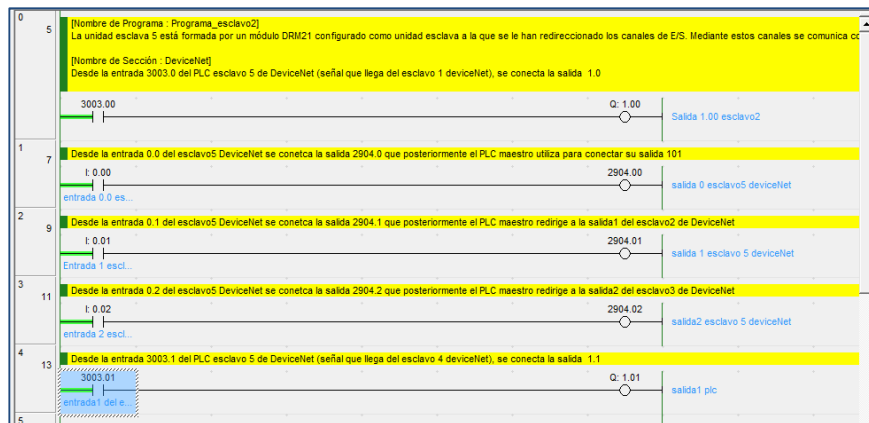 0
5
[Nombre de Programa : Programa_esclavo2]
La unidad esclava 5 está formada por un módulo DRM21 configurado como unidad esclava a la que se le han redireccionado los canales de E/S. Mediante estos canales se comunica co
[Nombre de Sección : DeviceNet]
Desde la entrada 3003.0 del PLC esclavo 5 de DeviceNet (señal que llega del esclavo 1 deviceNet), se conecta la salida 1.0
3003.00
Q: 1.00
Salida 1.00 esclavo2
1
7
Desde la entrada 0.0 del esclavo5 DeviceNet se conetca la salida 2904.0 que posteriormente el PLC maestro utiliza para conectar su salida 101
I: 0.00
2904.00
entrada 0.0 es...
salida 0 esclavo5 deviceNet
2
9
Desde la entrada 0.1 del esclavo5 DeviceNet se conetca la salida 2904.1 que posteriormente el PLC maestro redirige a la salida1 del esclavo2 de DeviceNet
I: 0.01
2904.01
Entrada 1 escl...
salida 1 esclavo 5 deviceNet
3
11
Desde la entrada 0.2 del esclavo5 DeviceNet se conetca la salida 2904.2 que posteriormente el PLC maestro redirige a la salida2 del esclavo3 de DeviceNet
I: 0.02
2904.02
entrada 2 escl...
salida2 esclavo 5 deviceNet
4
13
Desde la entrada 3003.1 del PLC esclavo 5 de DeviceNet (señal que llega del esclavo 4 deviceNet), se conecta la salida 1.1
3003.01
Q: 1.01
entrada1 del e...
salida1 plc
5